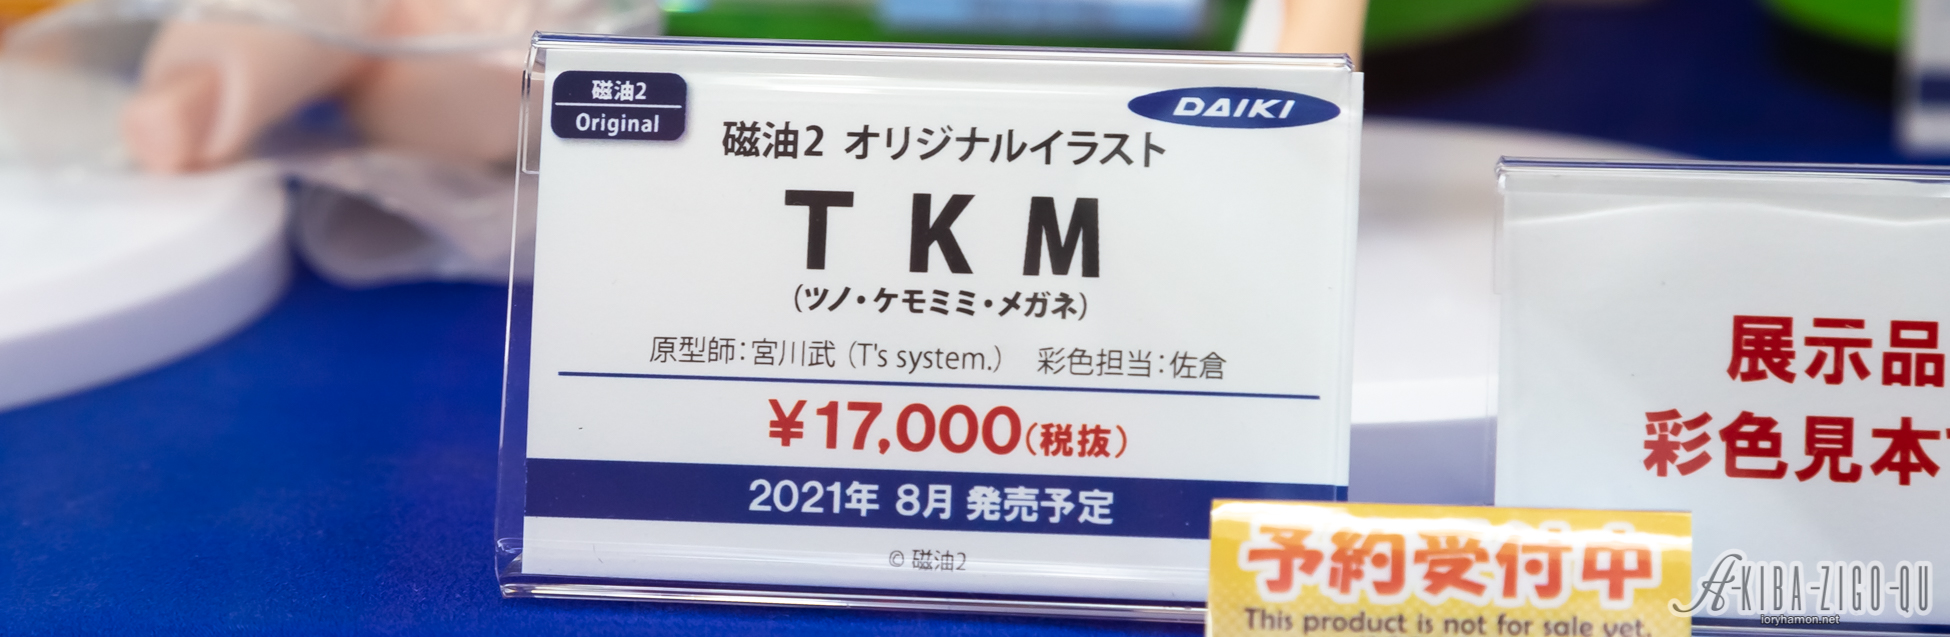 磁油2
Original
DAIKI
磁油2 オリジナルイラスト
TKM
(ツノ・ケモミミ・メガネ)
原型師：宮川武（T's system.） 彩色担当：佐倉
¥17,000(税抜)
2021年 8月 発売予定
© 磁油2
展示品
彩色見本
予約受付中
This product is not for sale yet.
AKIBA-ZIGO-QU
loryhamon.net